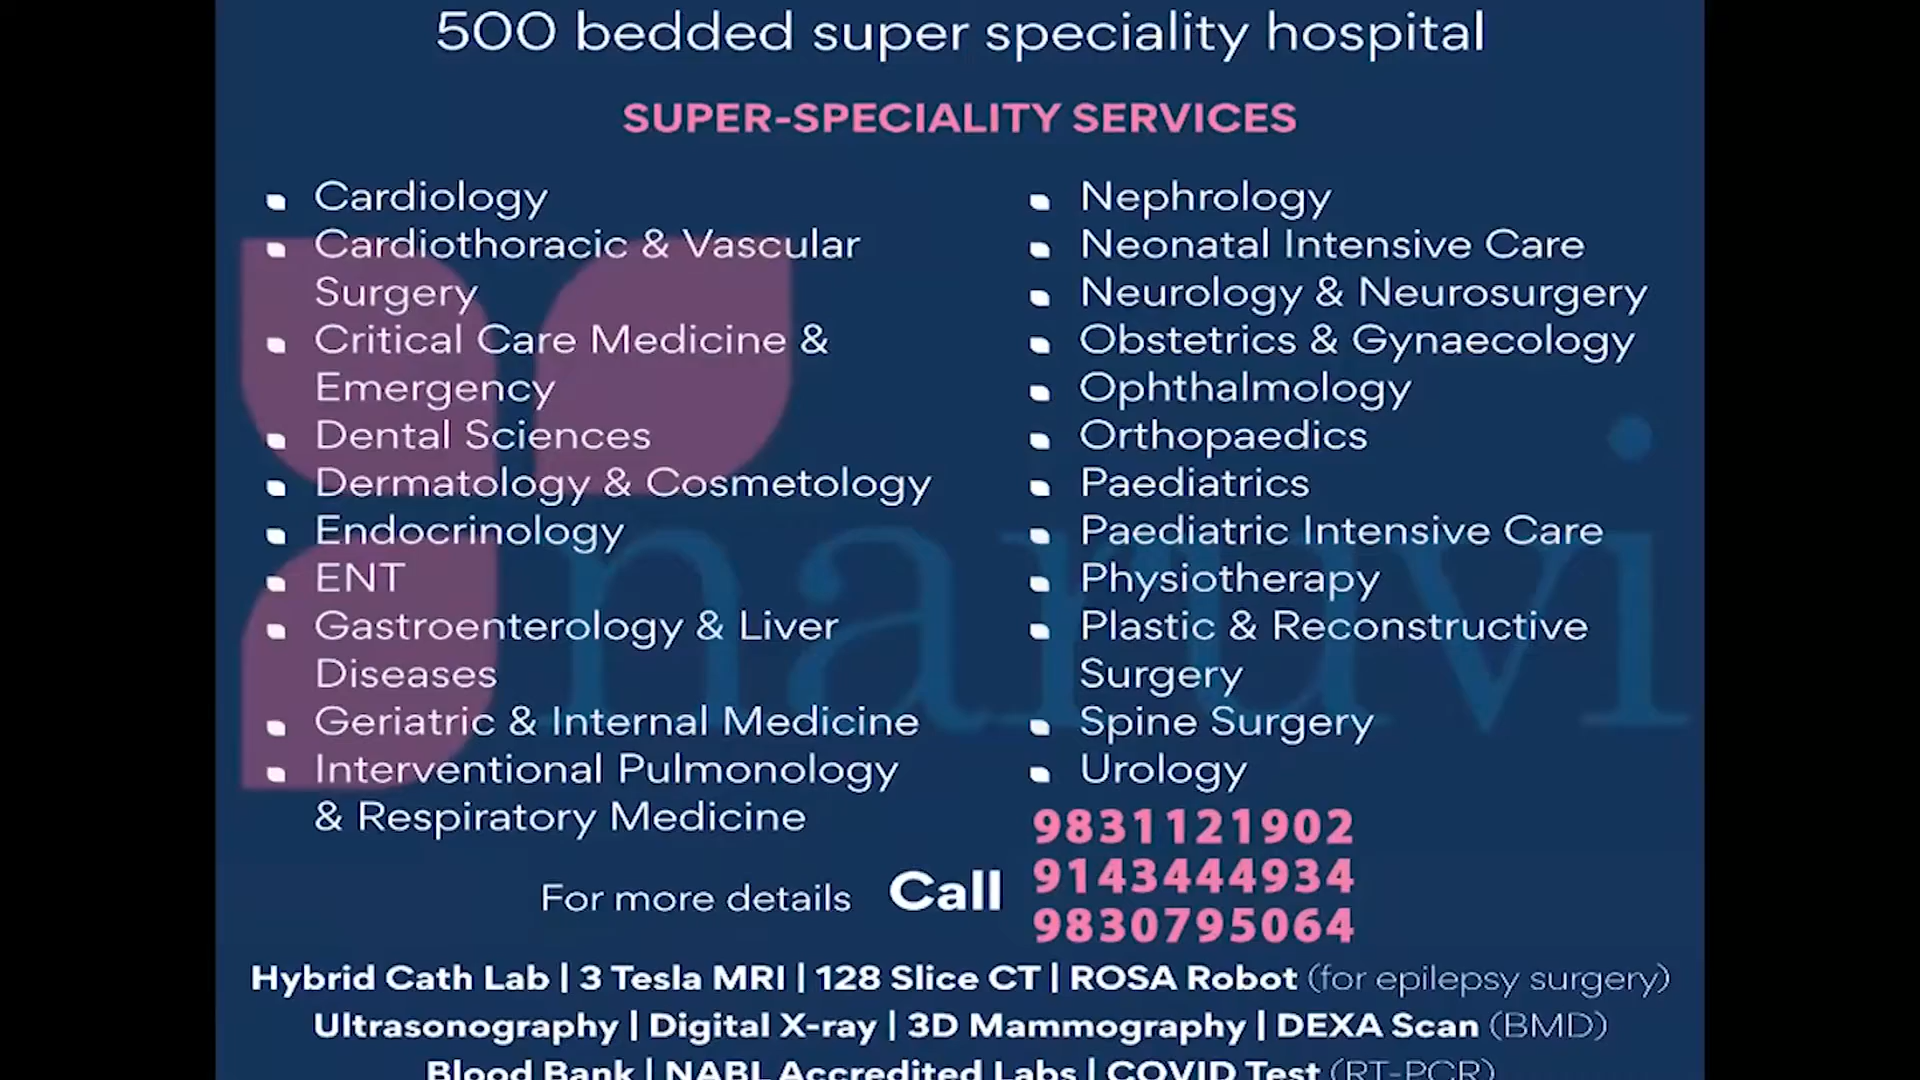 500 bedded super speciality hospital
SUPER-SPECIALITY SERVICES
Cardiology
Cardiothoracic & Vascular
Surgery
Critical Care Medicine &
Emergency
Dental Sciences
Dermatology & Cosmetology
Endocrinology
ENT
Gastroenterology & Liver
Diseases
Geriatric & Internal Medicine
Interventional Pulmonology
& Respiratory Medicine
Nephrology
Neonatal Intensive Care
Neurology & Neurosurgery
Obstetrics & Gynaecology
Ophthalmology
Orthopaedics
Paediatrics
Paediatric Intensive Care
Physiotherapy
Plastic & Reconstructive
Surgery
Spine Surgery
Urology
naruvi
For more details Call
9831121902
9143444934
9830795064
Hybrid Cath Lab | 3 Tesla MRI | 128 Slice CT | ROSA Robot (for epilepsy surgery)
Ultrasonography | Digital X-ray | 3D Mammography | DEXA Scan (BMD)
Blood Bank | NABL Accredited Labs | COVID Test (RT-PCR)